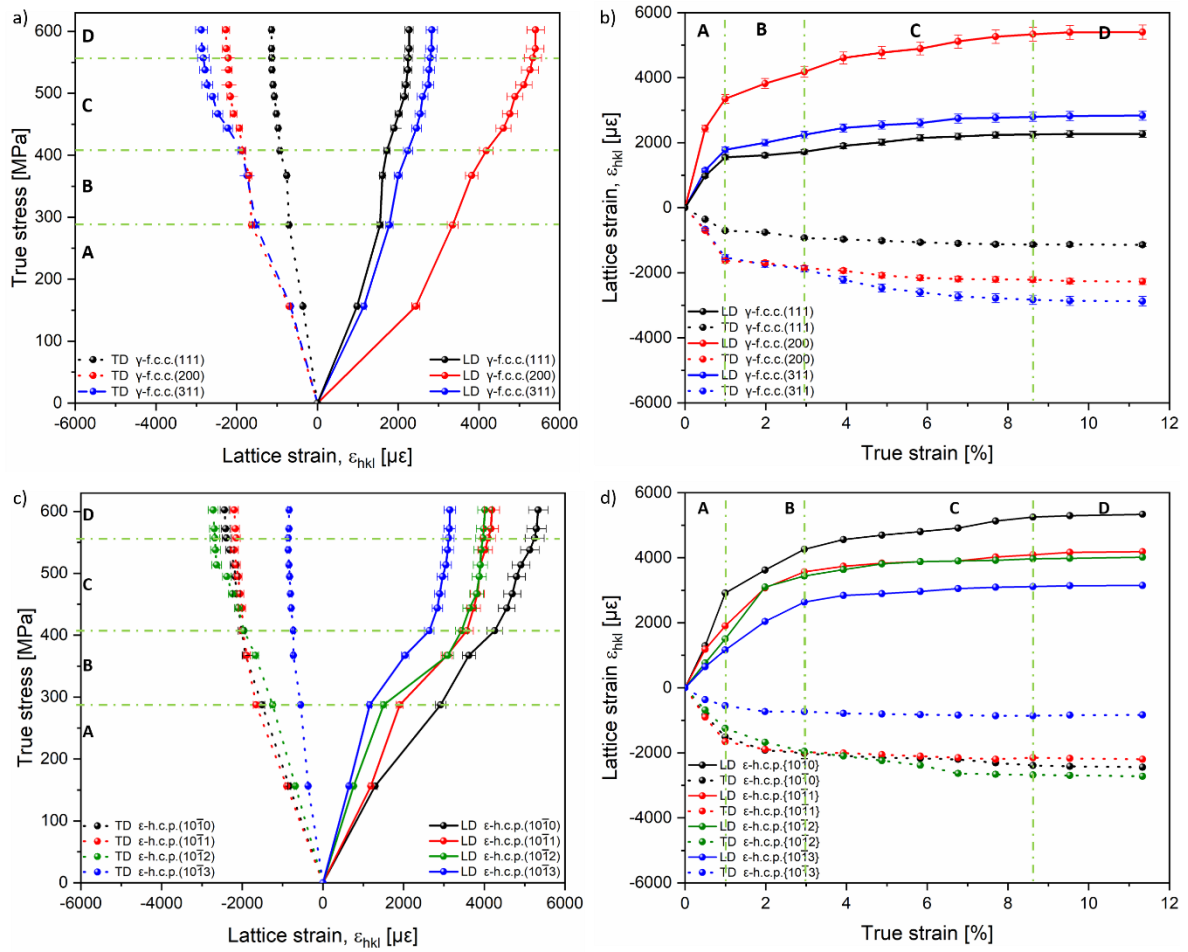 a)
D
C
B
A
True stress [MPa]
600
500
400
300
200
100
0
TD γ-f.c.c.(111)
TD γ-f.c.c.(200)
TD γ-f.c.c.(311)
LD γ-f.c.c.(111)
LD γ-f.c.c.(200)
LD γ-f.c.c.(311)
-6000 -4000 -2000 0 2000 4000 6000
Lattice strain, εhkl [µε]
b)
A B C D
Lattice strain, εhkl [µε]
6000
4000
2000
0
-2000
-4000
-6000
LD γ-f.c.c.(111)
TD γ-f.c.c.(111)
LD γ-f.c.c.(200)
TD γ-f.c.c.(200)
LD γ-f.c.c.(311)
TD γ-f.c.c.(311)
0 2 4 6 8 10 12
True strain [%]
c)
D
C
B
A
True stress [MPa]
600
500
400
300
200
100
0
TD ε-h.c.p.(101̅0)
TD ε-h.c.p.(101̅1)
TD ε-h.c.p.(101̅2)
TD ε-h.c.p.(101̅3)
LD ε-h.c.p.(101̅0)
LD ε-h.c.p.(101̅1)
LD ε-h.c.p.(101̅2)
LD ε-h.c.p.(101̅3)
-6000 -4000 -2000 0 2000 4000 6000
Lattice strain, εhkl [µε]
d)
A B C D
Lattice strain εhkl [µε]
6000
4000
2000
0
-2000
-4000
-6000
LD ε-h.c.p.{101̅0}
TD ε-h.c.p.{101̅0}
LD ε-h.c.p.{101̅1}
TD ε-h.c.p.{101̅1}
LD ε-h.c.p.{101̅2}
TD ε-h.c.p.{101̅2}
LD ε-h.c.p.{101̅3}
TD ε-h.c.p.{101̅3}
0 2 4 6 8 10 12
True strain [%]